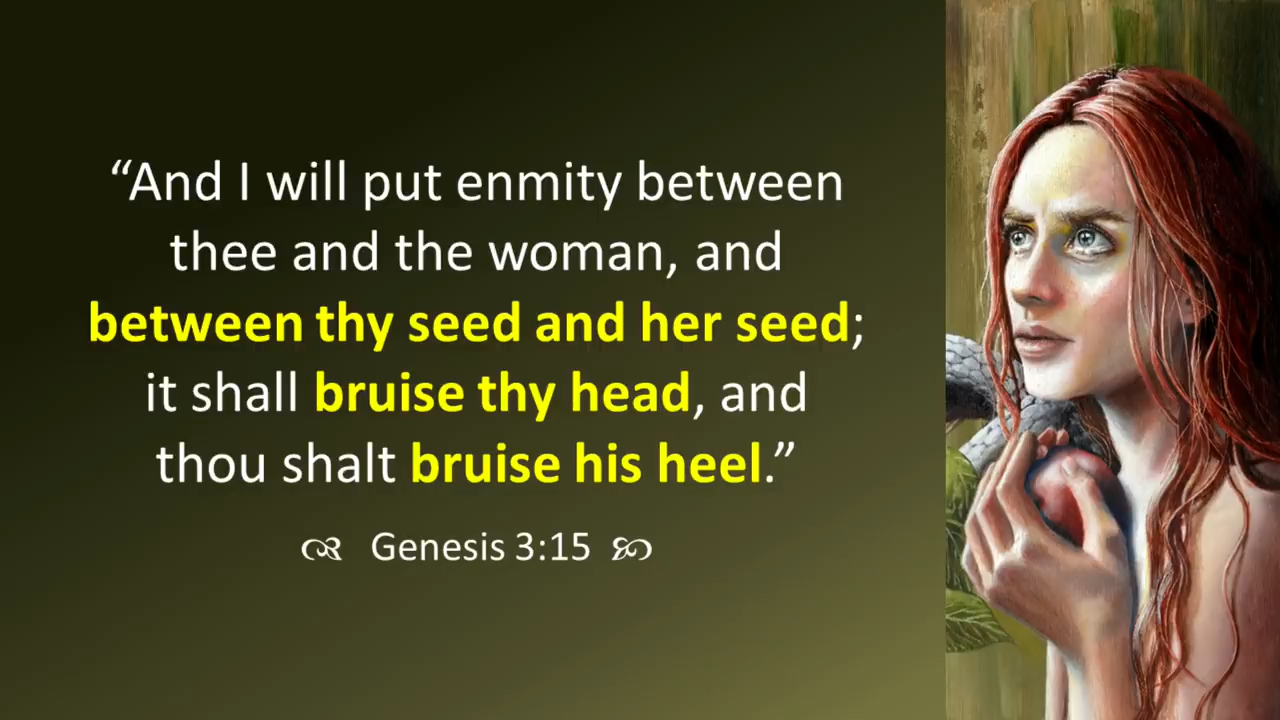 “And I will put enmity between
thee and the woman, and
between thy seed and her seed;
it shall bruise thy head, and
thou shalt bruise his heel.”
Genesis 3:15